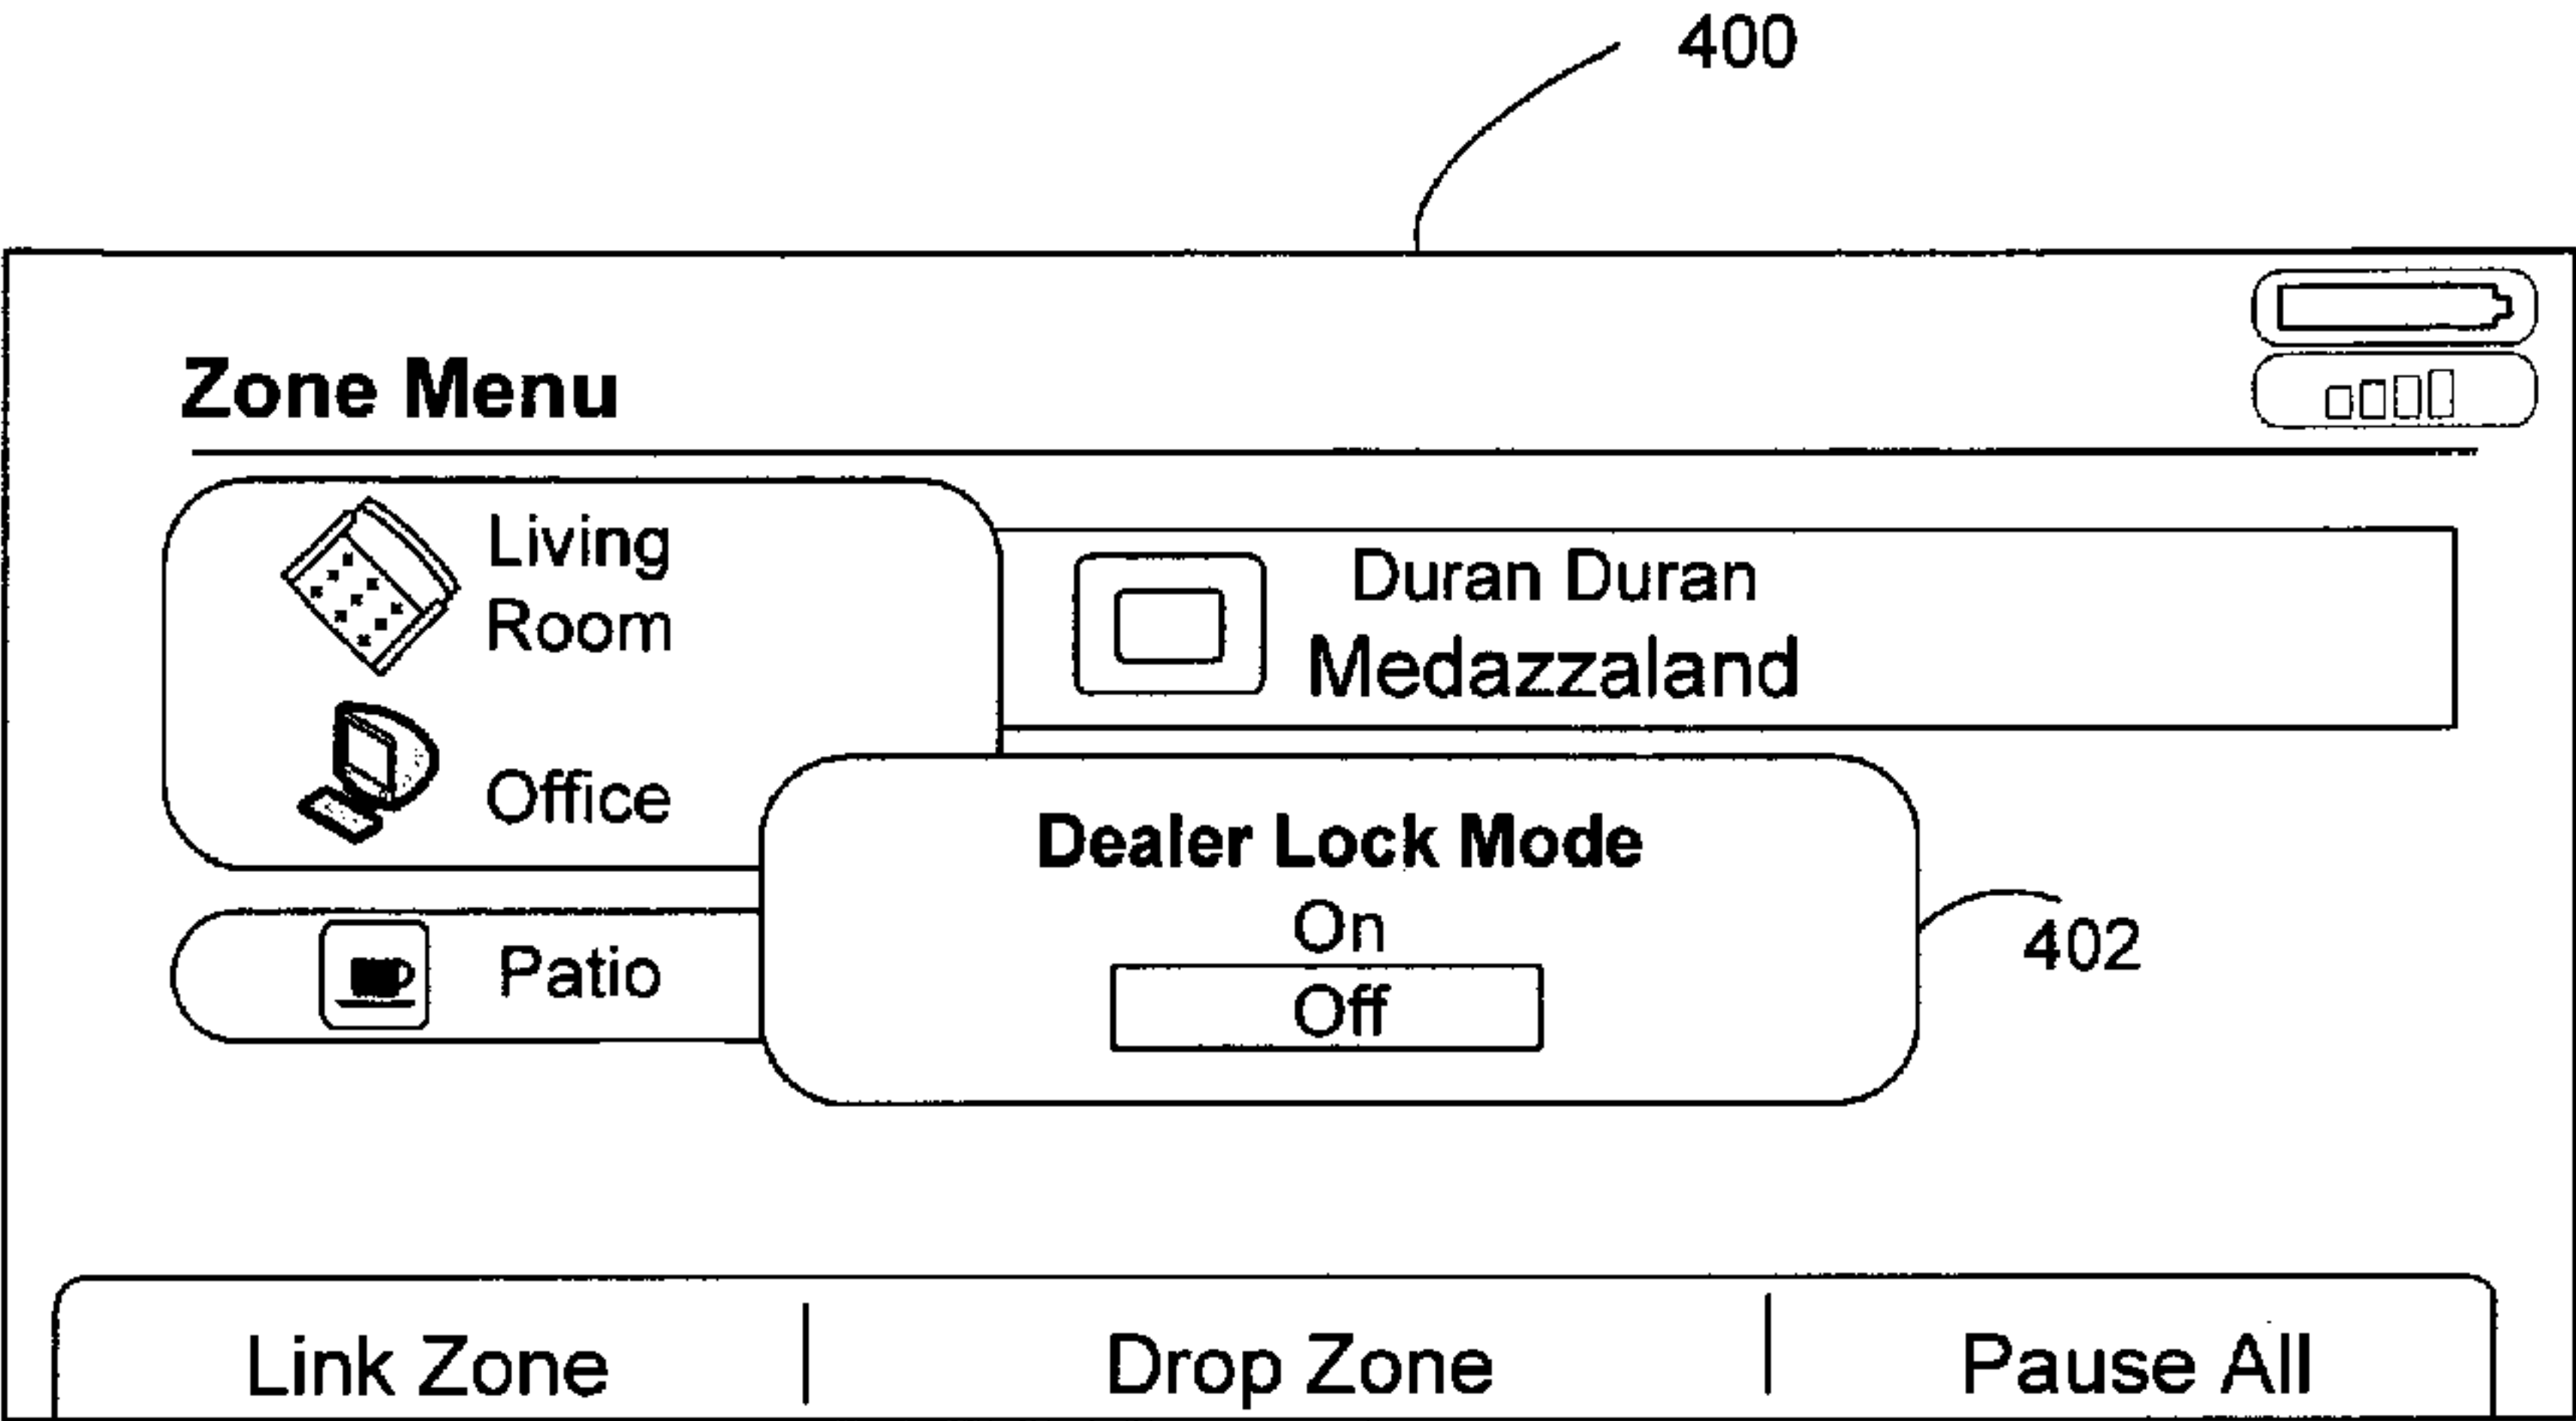 400
Zone Menu
Living
Room
Duran Duran
Medazzaland
Office
Dealer Lock Mode
On
Off
402
Patio
Link Zone
Drop Zone
Pause All